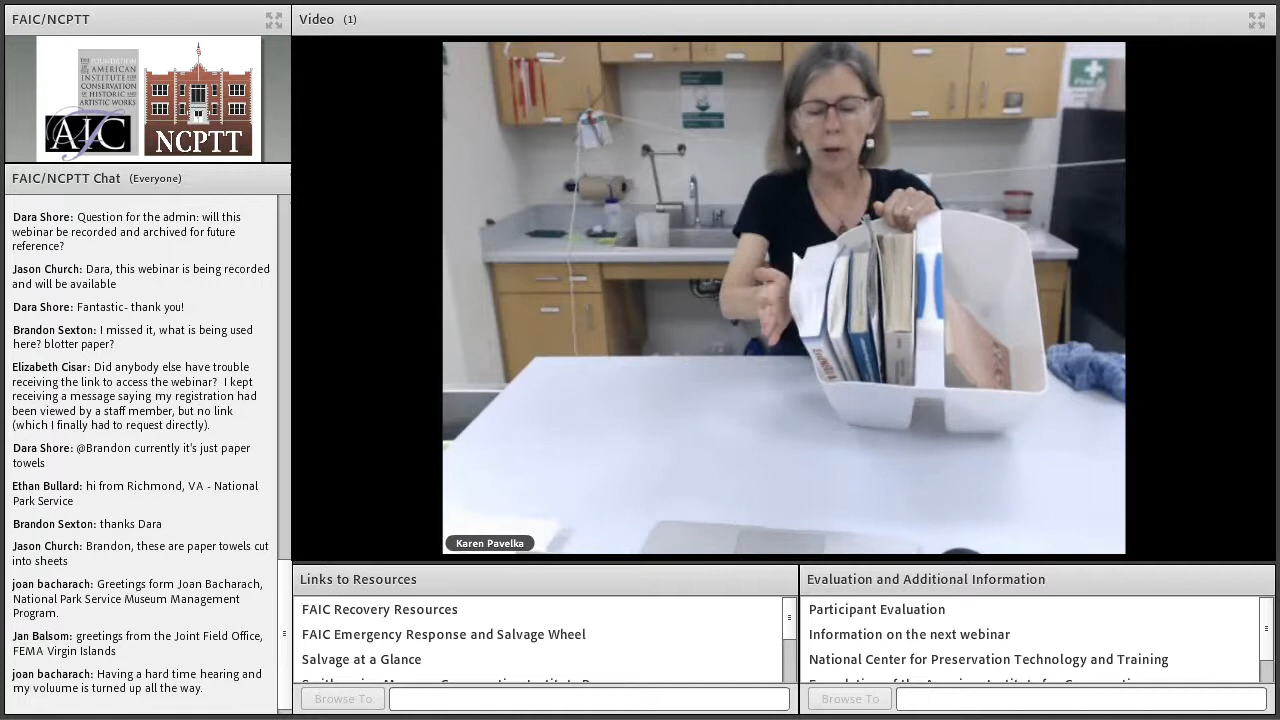 FAIC/NCPTT
THE FOUNDATION
OF THE AMERICAN
INSTITUTE FOR
CONSERVATION
OF HISTORIC AND
ARTISTIC WORKS
AIC
NCPTT
FAIC/NCPTT Chat (Everyone)
Dara Shore: Question for the admin: will this
webinar be recorded and archived for future
reference?
Jason Church: Dara, this webinar is being recorded
and will be available
Dara Shore: Fantastic- thank you!
Brandon Sexton: I missed it, what is being used
here? blotter paper?
Elizabeth Cisar: Did anybody else have trouble
receiving the link to access the webinar? I kept
receiving a message saying my registration had
been viewed by a staff member, but no link
(which I finally had to request directly).
Dara Shore: @Brandon currently it's just paper
towels
Ethan Bullard: hi from Richmond, VA - National
Park Service
Brandon Sexton: thanks Dara
Jason Church: Brandon, these are paper towels cut
into sheets
joan bacharach: Greetings form Joan Bacharach,
National Park Service Museum Management
Program.
Jan Balsom: greetings from the Joint Field Office,
FEMA Virgin Islands
joan bacharach: Having a hard time hearing and
my voluume is turned up all the way.
Video (1)
First Aid
Karen Pavelka
Links to Resources
FAIC Recovery Resources
FAIC Emergency Response and Salvage Wheel
Salvage at a Glance
Browse To
Evaluation and Additional Information
Participant Evaluation
Information on the next webinar
National Center for Preservation Technology and Training
Browse To